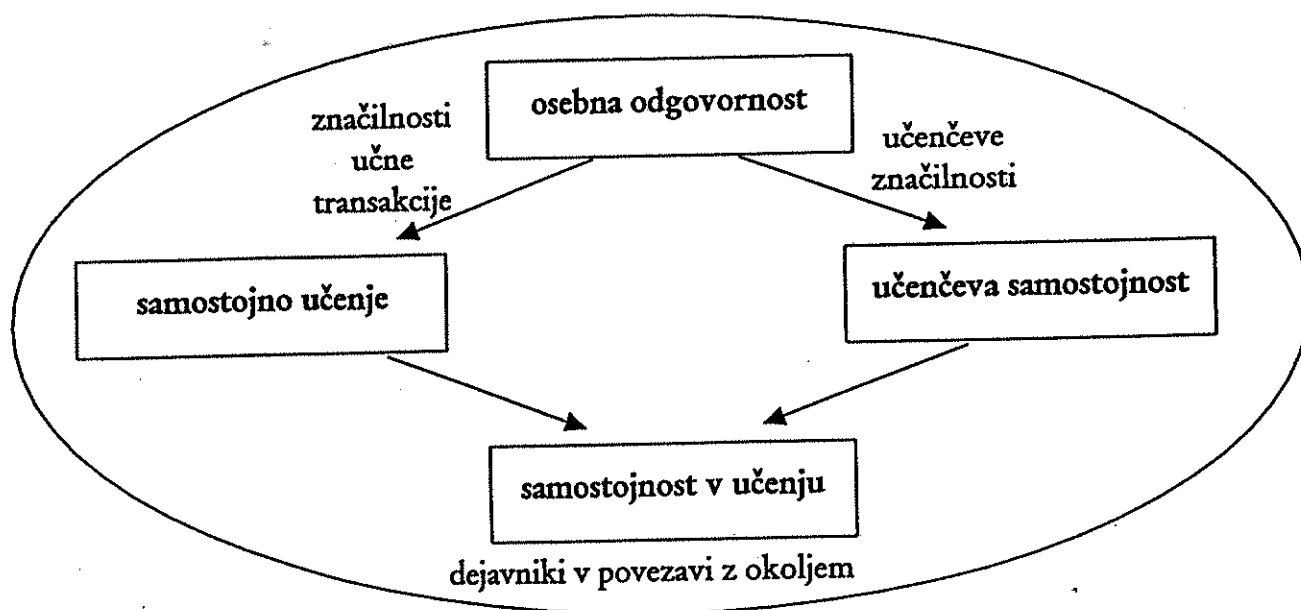 osebna odgovornost
značilnosti
učne
transakcije
učenčeve
značilnosti
samostojno učenje
učenčeva samostojnost
samostojnost v učenju
dejavniki v povezavi z okoljem